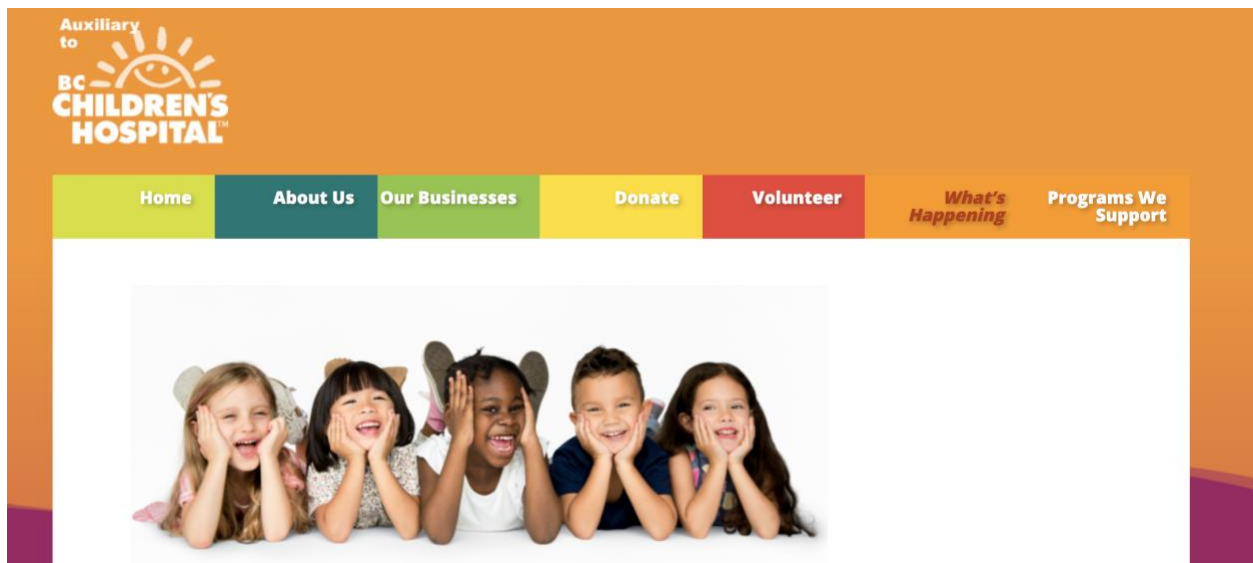 Auxiliary
to
BC
CHILDREN'S
HOSPITAL™
Home
About Us
Our Businesses
Donate
Volunteer
What's
Happening
Programs We
Support